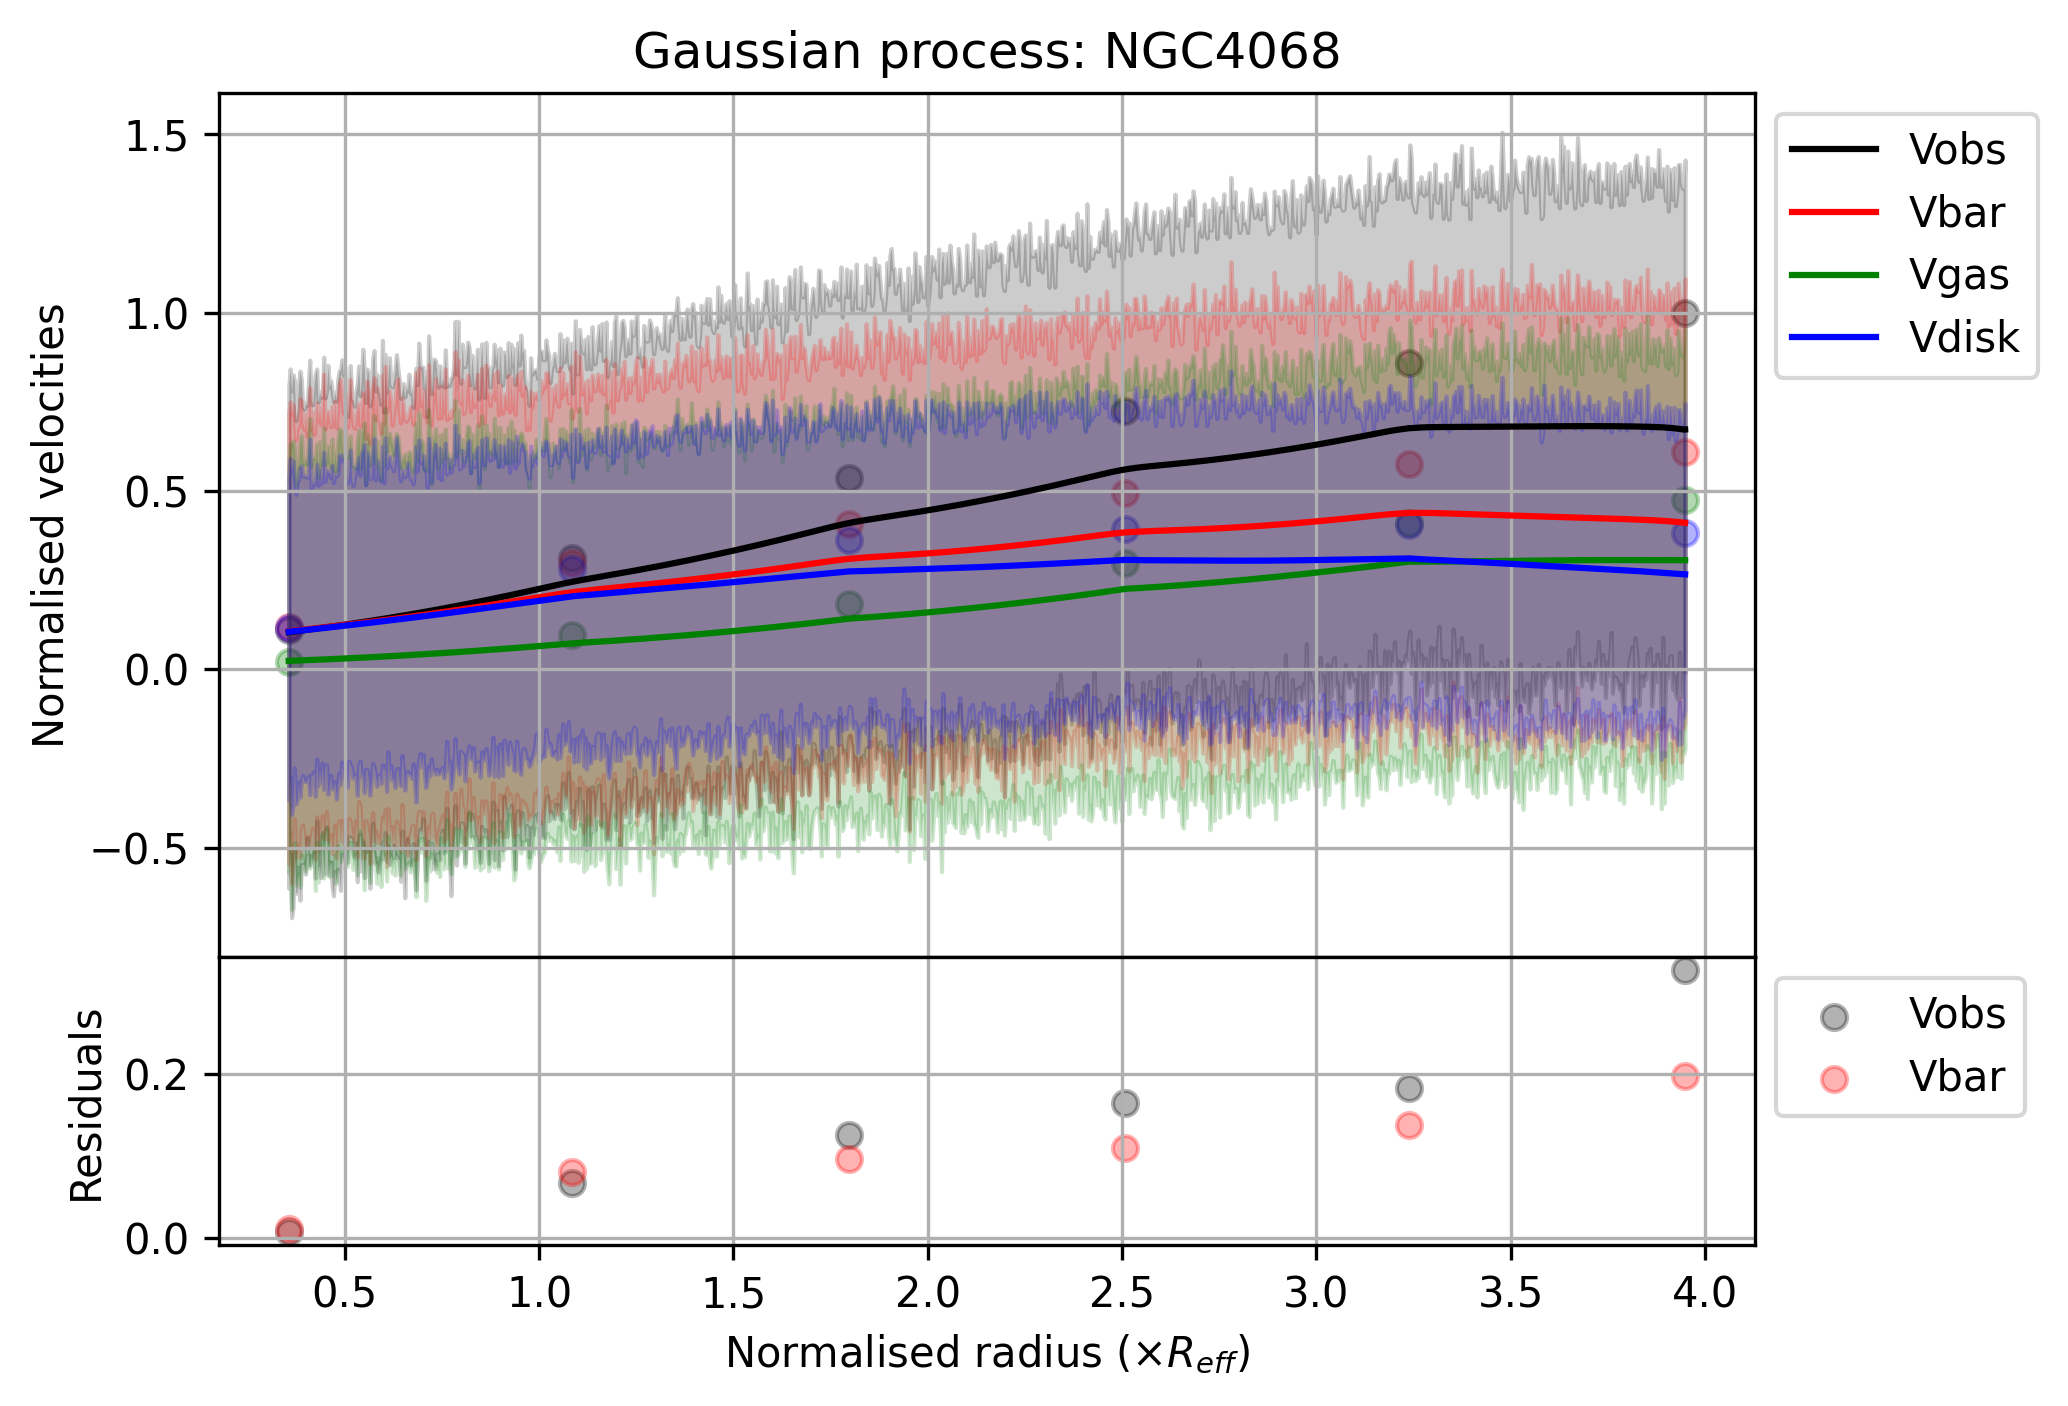 Gaussian process: NGC4068
Normalised velocities
1.5
1.0
0.5
0.0
−0.5
Vobs
Vbar
Vgas
Vdisk
Residuals
0.2
0.0
Vobs
Vbar
0.5 1.0 1.5 2.0 2.5 3.0 3.5 4.0
Normalised radius (×R_eff)